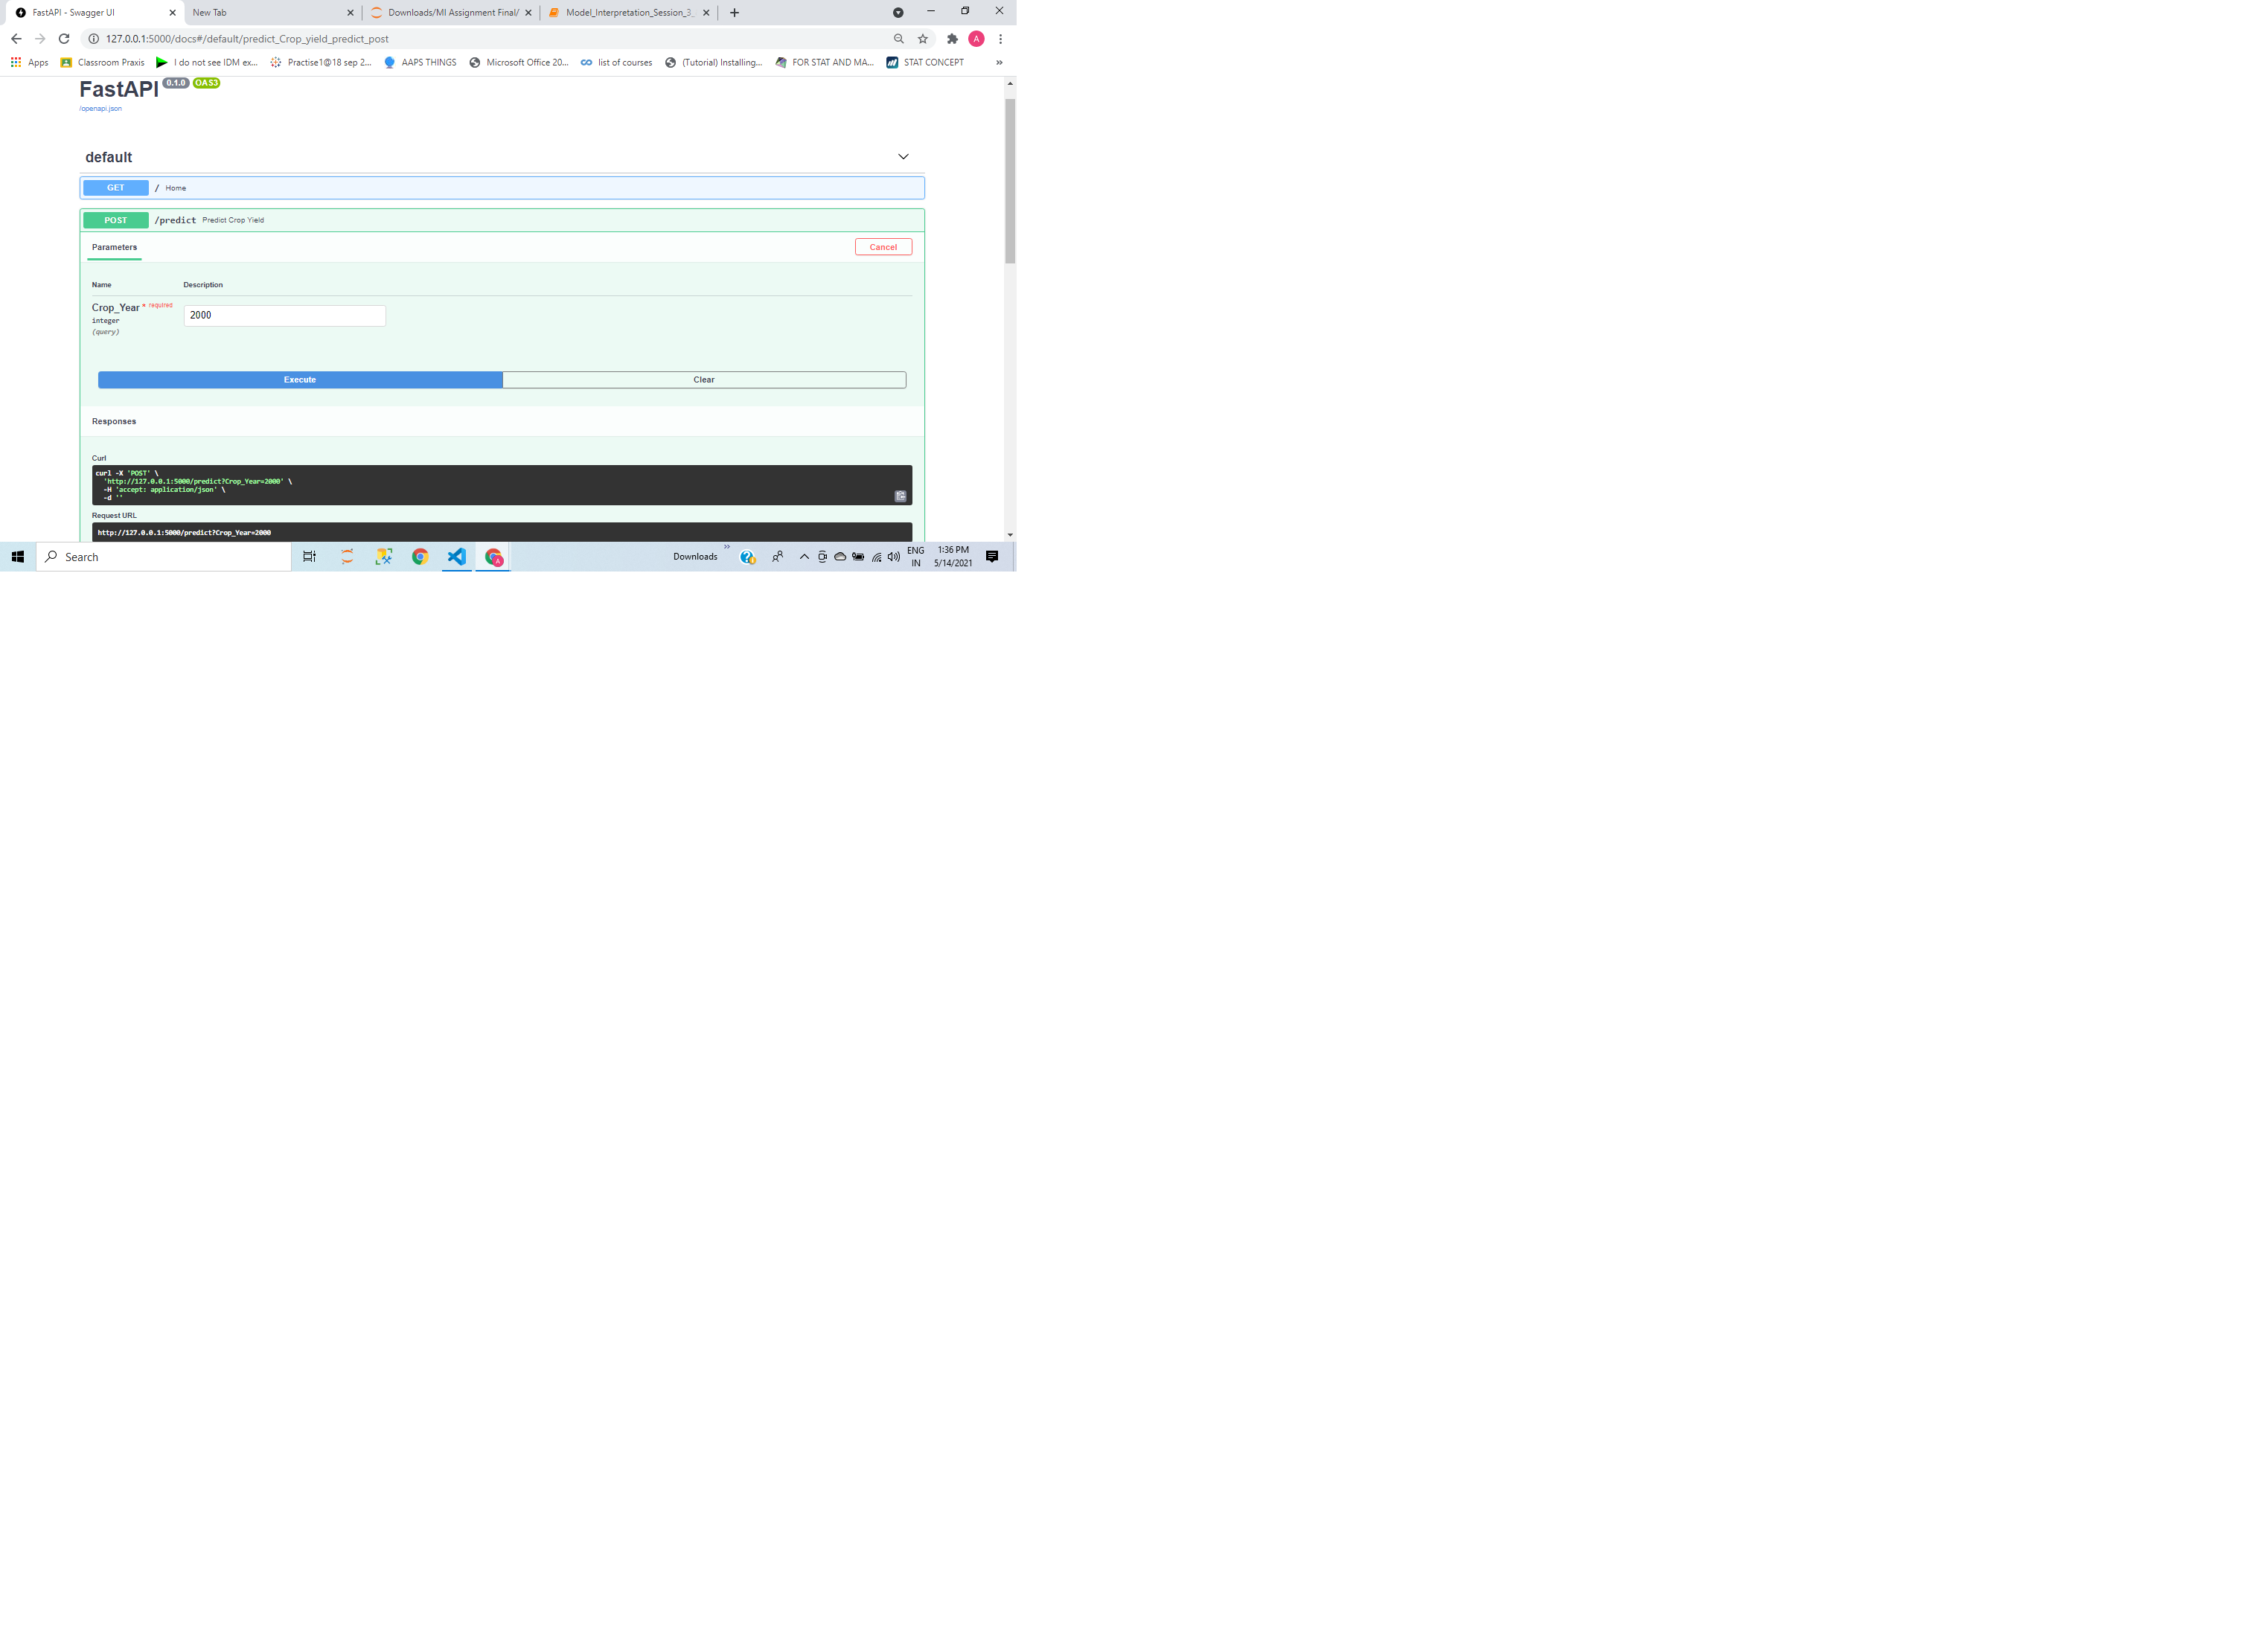 FastAPI - Swagger UI
New Tab
Downloads/MI Assignment Final/
Model_Interpretation_Session_3_
127.0.0.1:5000/docs#/default/predict_Crop_yield_predict_post
A
Apps
Classroom Praxis
I do not see IDM ex...
Practise1@18 sep 2...
AAPS THINGS
Microsoft Office 20...
list of courses
(Tutorial) Installing...
FOR STAT AND MA...
STAT CONCEPT
»
FastAPI 0.1.0 OAS3
/openapi.json
default
GET / Home
POST /predict Predict Crop Yield
Parameters
Cancel
Name Description
Crop_Year * required
integer
(query)
2000
Execute
Clear
Responses
Curl
curl -X 'POST' \
'http://127.0.0.1:5000/predict?Crop_Year=2000' \
-H 'accept: application/json' \
-d ''
Request URL
http://127.0.0.1:5000/predict?Crop_Year=2000
Search
Downloads
»
ENG
IN
1:36 PM
5/14/2021